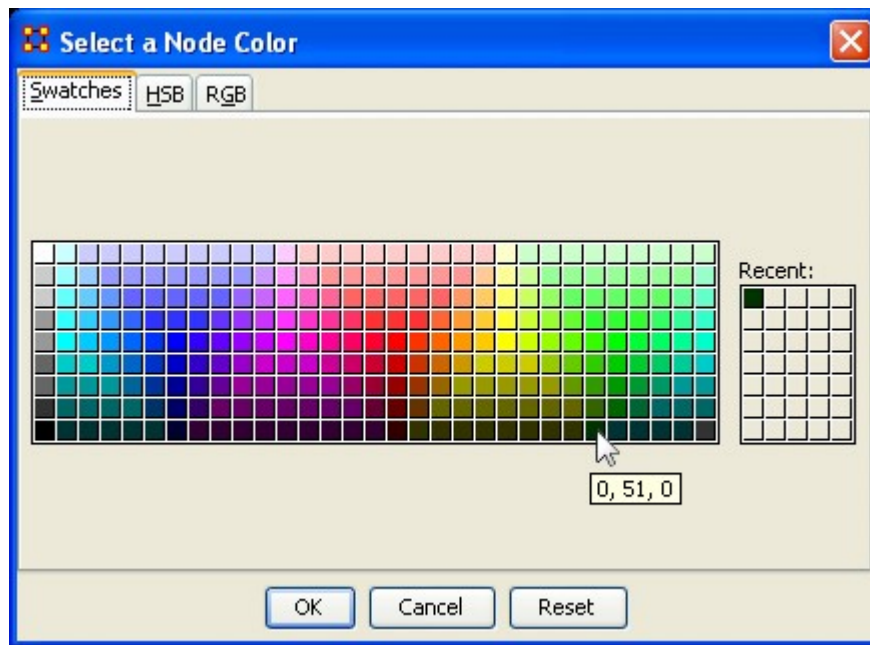 Select a Node Color
Swatches HSB RGB
Recent:
0, 51, 0
OK Cancel Reset